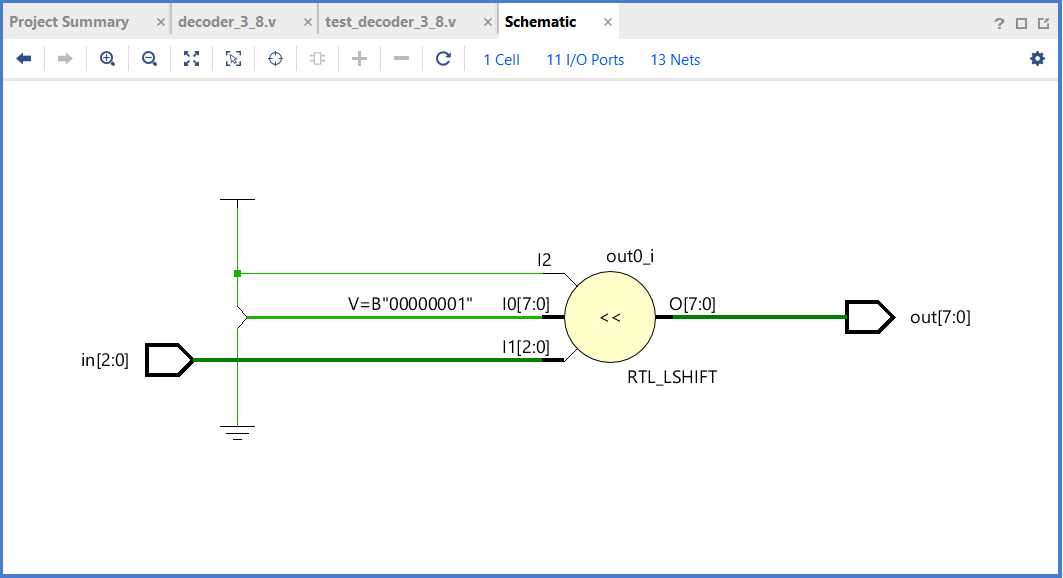 Project Summary × decoder_3_8.v × test_decoder_3_8.v × Schematic × ?
1 Cell 11 I/O Ports 13 Nets
I2 out0_i
V=B"00000001" I0[7:0] << O[7:0] out[7:0]
in[2:0] I1[2:0]
RTL_LSHIFT